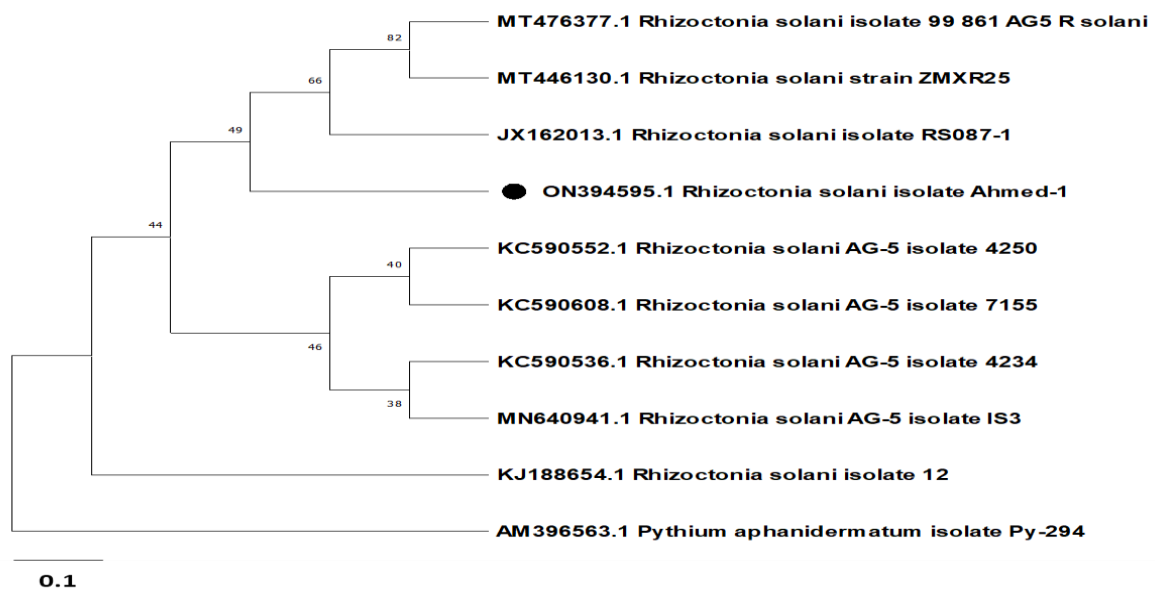 MT476377.1 Rhizoctonia solani isolate 99 861 AG5 R solani
82
MT446130.1 Rhizoctonia solani strain ZMXR25
66
JX162013.1 Rhizoctonia solani isolate RS087-1
49
ON394595.1 Rhizoctonia solani isolate Ahmed-1
44
KC590552.1 Rhizoctonia solani AG-5 isolate 4250
40
KC590608.1 Rhizoctonia solani AG-5 isolate 7155
46
KC590536.1 Rhizoctonia solani AG-5 isolate 4234
38
MN640941.1 Rhizoctonia solani AG-5 isolate IS3
KJ188654.1 Rhizoctonia solani isolate 12
AM396563.1 Pythium aphanidermatum isolate Py-294
0.1